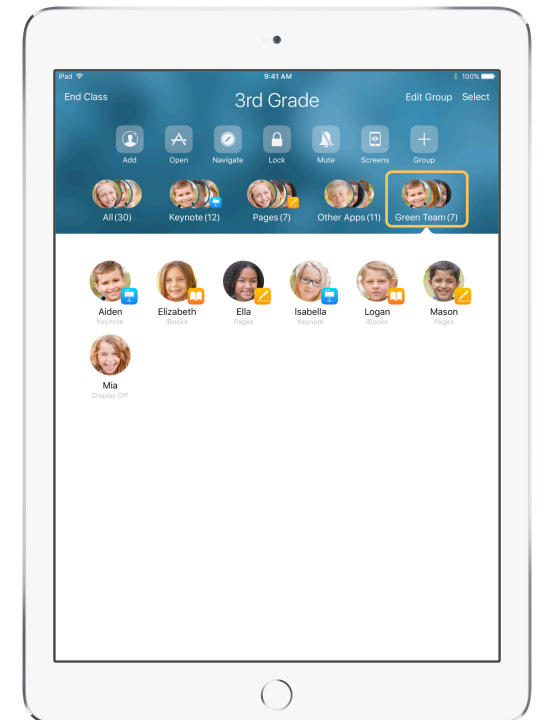 iPad 9:41 AM 100%
End Class 3rd Grade Edit Group Select
Add Open Navigate Lock Mute Screens Group
All (30) Keynote (12) Pages (7) Other Apps (11) Green Team (7)
Aiden Elizabeth Ella Isabella Logan Mason
Keynote iBooks Pages Keynote iBooks Pages
Mia
Display Off